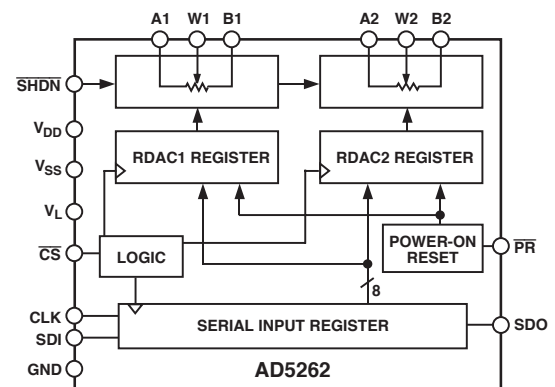 A1 W1 B1 A2 W2 B2
SHDN
VDD
RDAC1 REGISTER RDAC2 REGISTER
VSS
VL
POWER-ON
RESET
CS LOGIC PR
8
CLK
SERIAL INPUT REGISTER SDO
SDI
GND AD5262